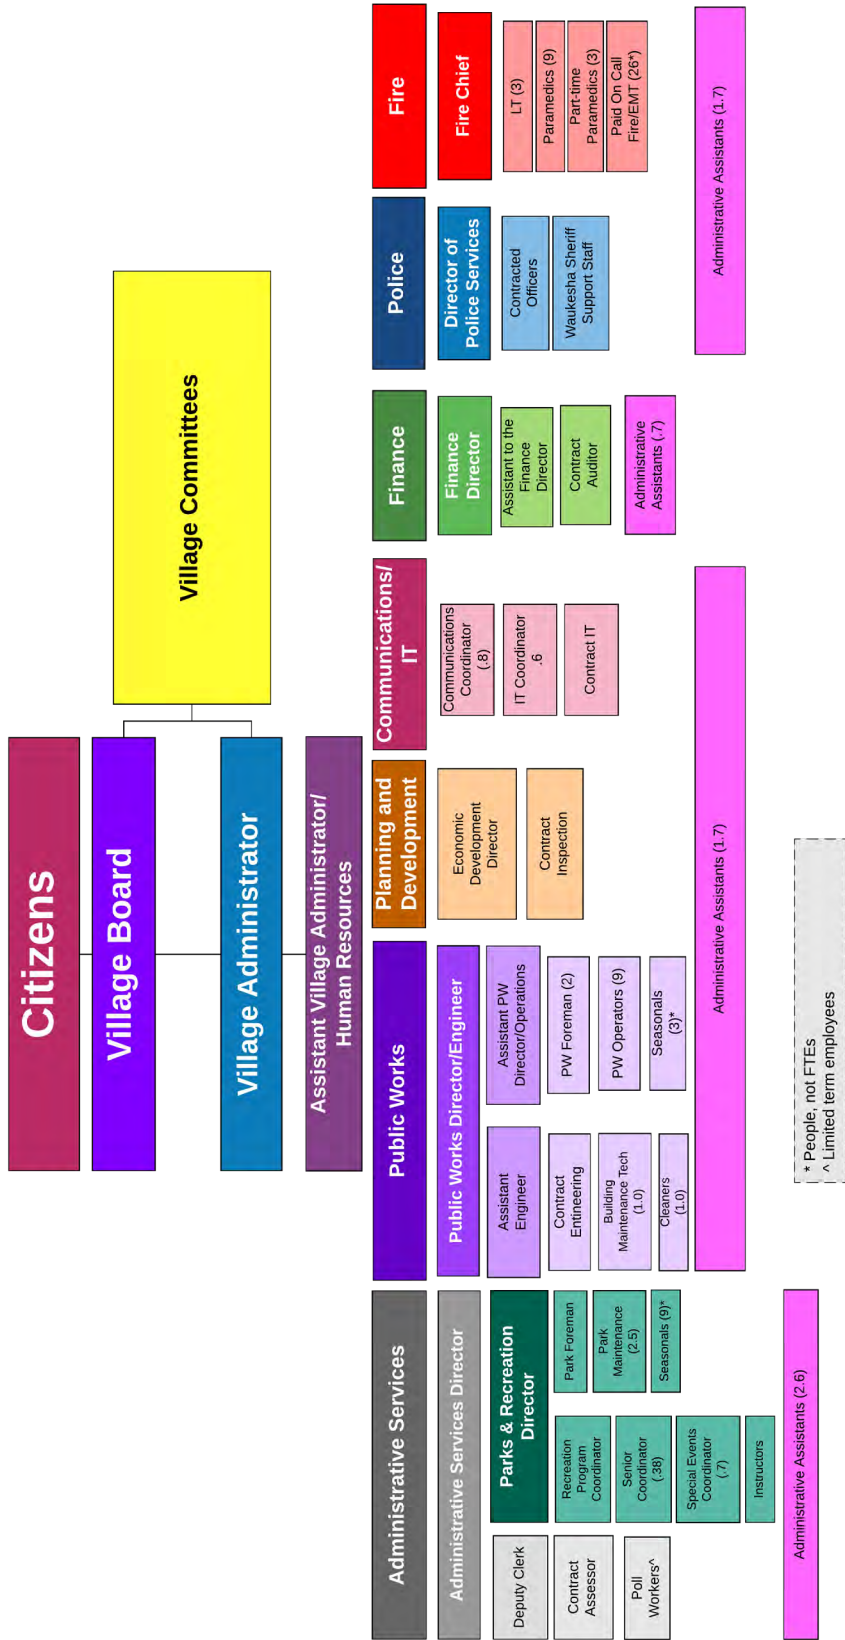 Citizens
Village Board
Village Committees
Village Administrator
Assistant Village Administrator/
Human Resources
Administrative Services
Administrative Services Director
Deputy Clerk
Contract
Assessor
Poll
Workers^
Parks & Recreation
Director
Recreation
Program
Coordinator
Senior
Coordinator
(.38)
Special Events
Coordinator
(.7)
Instructors
Park Foreman
Park
Maintenance
(2.5)
Seasonals (9)*
Administrative Assistants (2.6)
Public Works
Public Works Director/Engineer
Assistant
Engineer
Contract
Entineering
Building
Maintenance Tech
(1.0)
Cleaners
(1.0)
Assistant PW
Director/Operations
PW Foreman (2)
PW Operators (9)
Seasonals
(3)*
Planning and
Development
Economic
Development
Director
Contract
Inspection
Communications/
IT
Communications
Coordinator
(.8)
IT Coordinator
.6
Contract IT
Administrative Assistants (1.7)
Finance
Finance
Director
Assistant to the
Finance
Director
Contract
Auditor
Administrative
Assistants (.7)
Police
Director of
Police Services
Contracted
Officers
Waukesha Sheriff
Support Staff
Fire
Fire Chief
LT (3)
Paramedics (9)
Part-time
Paramedics (3)
Paid On Call
Fire/EMT (26*)
Administrative Assistants (1.7)
* People, not FTEs
^ Limited term employees